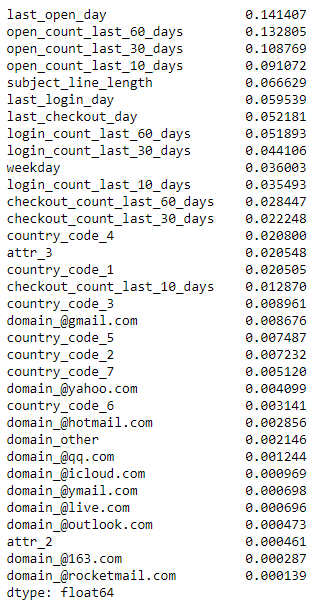 last_open_day 0.141407
open_count_last_60_days 0.132805
open_count_last_30_days 0.108769
open_count_last_10_days 0.091072
subject_line_length 0.066629
last_login_day 0.059539
last_checkout_day 0.052181
login_count_last_60_days 0.051893
login_count_last_30_days 0.044106
weekday 0.036003
login_count_last_10_days 0.035493
checkout_count_last_60_days 0.028447
checkout_count_last_30_days 0.022248
country_code_4 0.020800
attr_3 0.020548
country_code_1 0.020505
checkout_count_last_10_days 0.012870
country_code_3 0.008961
domain_@gmail.com 0.008676
country_code_5 0.007487
country_code_2 0.007232
country_code_7 0.005120
domain_@yahoo.com 0.004099
country_code_6 0.003141
domain_@hotmail.com 0.002856
domain_other 0.002146
domain_@qq.com 0.001244
domain_@icloud.com 0.000969
domain_@ymail.com 0.000698
domain_@live.com 0.000696
domain_@outlook.com 0.000473
attr_2 0.000461
domain_@163.com 0.000287
domain_@rocketmail.com 0.000139
dtype: float64